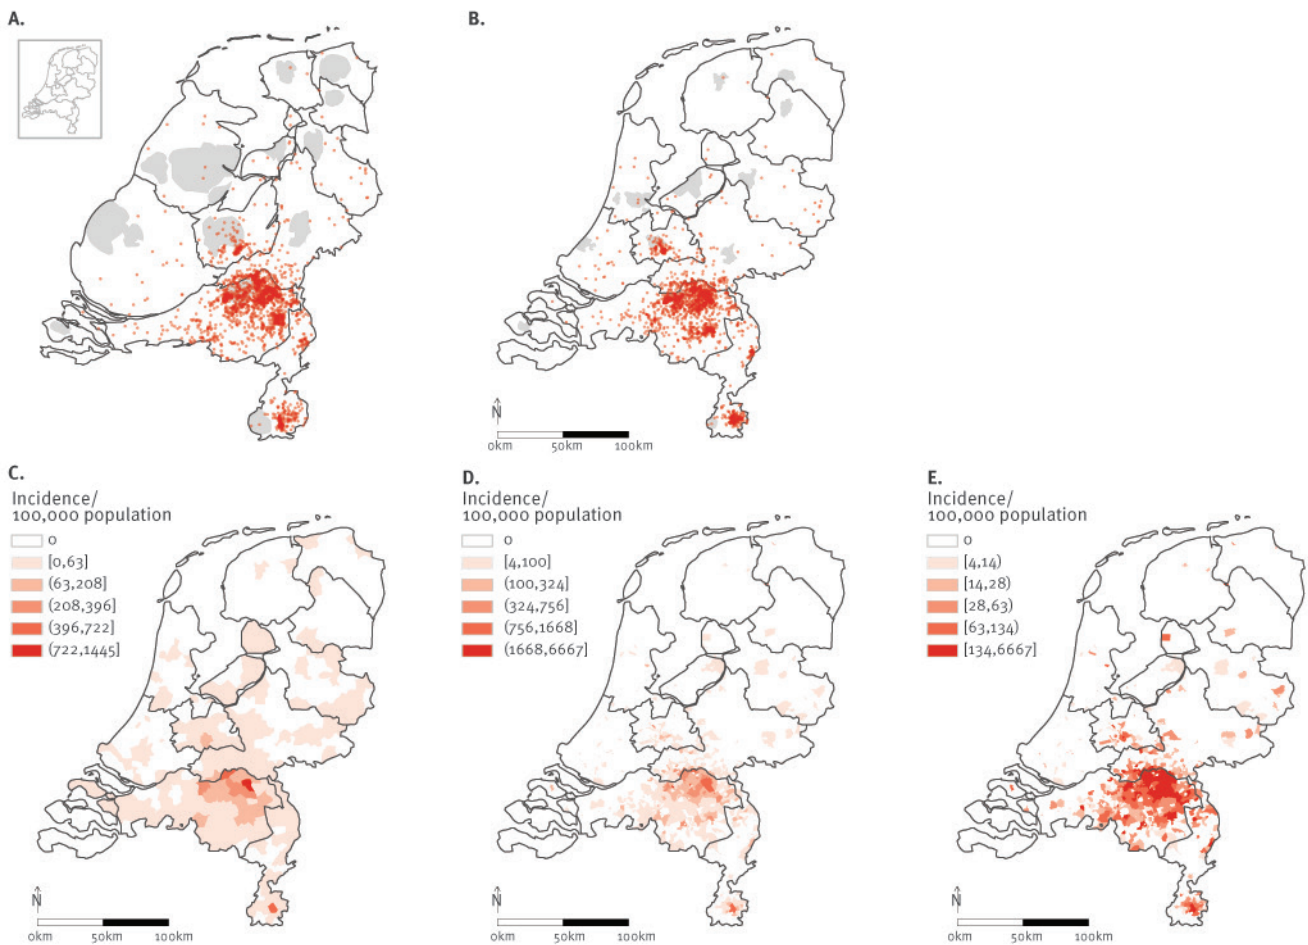 A.
B.
N
0km 50km 100km
C.
Incidence/
100,000 population
0
[0,63]
(63,208]
(208,396]
(396,722]
(722,1445]
N
0km 50km 100km
D.
Incidence/
100,000 population
0
[4,100]
(100,324]
(324,756]
(756,1668]
(1668,6667]
N
0km 50km 100km
E.
Incidence/
100,000 population
0
[4,14)
[14,28)
[28,63)
[63,134)
[134,6667]
N
0km 50km 100km